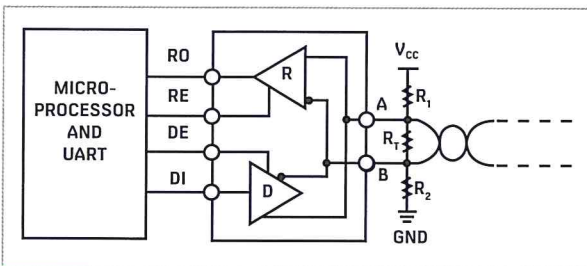 MICRO-
PROCESSOR
AND
UART
RO
RE
DE
DI
R
D
A
B
VCC
R1
RT
R2
GND